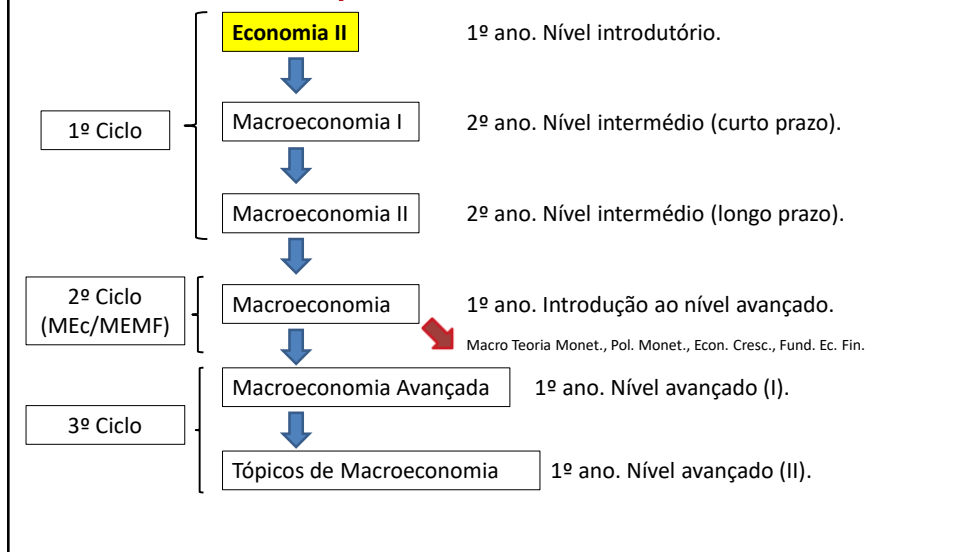 Economia II 1º ano. Nível introdutório.
1º Ciclo
Macroeconomia I 2º ano. Nível intermédio (curto prazo).
Macroeconomia II 2º ano. Nível intermédio (longo prazo).
2º Ciclo
(MEc/MEMF)
Macroeconomia 1º ano. Introdução ao nível avançado.
Macro Teoria Monet., Pol. Monet., Econ. Cresc., Fund. Ec. Fin.
3º Ciclo
Macroeconomia Avançada 1º ano. Nível avançado (I).
Tópicos de Macroeconomia 1º ano. Nível avançado (II).